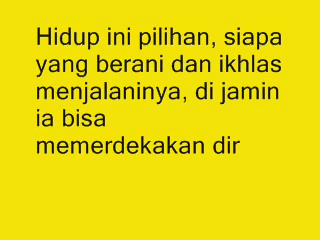 Hidup ini pilihan, siapa
yang berani dan ikhlas
menjalaninya, di jamin
ia bisa
memerdekakan dir